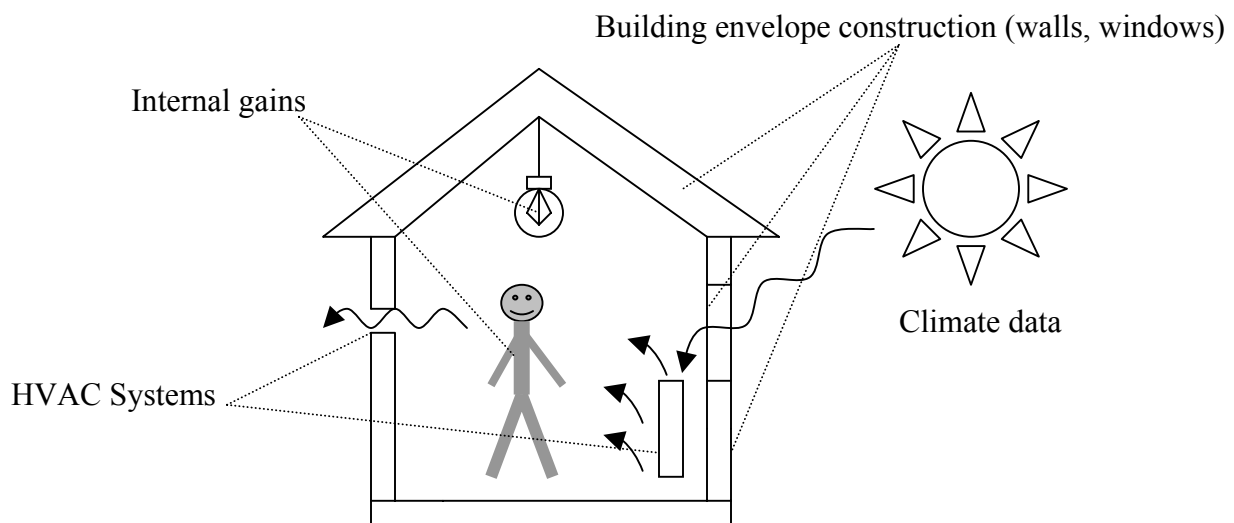 Building envelope construction (walls, windows)
Internal gains
Climate data
HVAC Systems